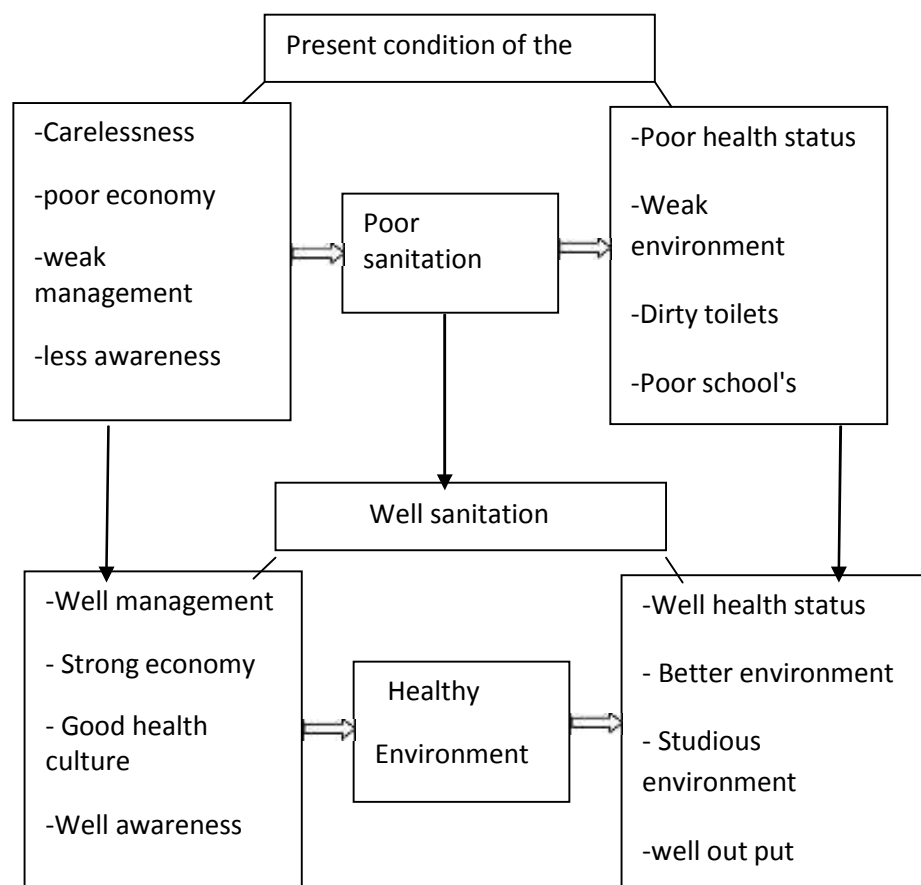 Present condition of the
-Carelessness
-poor economy
-weak
management
-less awareness
Poor
sanitation
-Poor health status
-Weak
environment
-Dirty toilets
-Poor school's
Well sanitation
-Well management
- Strong economy
- Good health
culture
-Well awareness
Healthy
Environment
-Well health status
- Better environment
- Studious
environment
-well out put